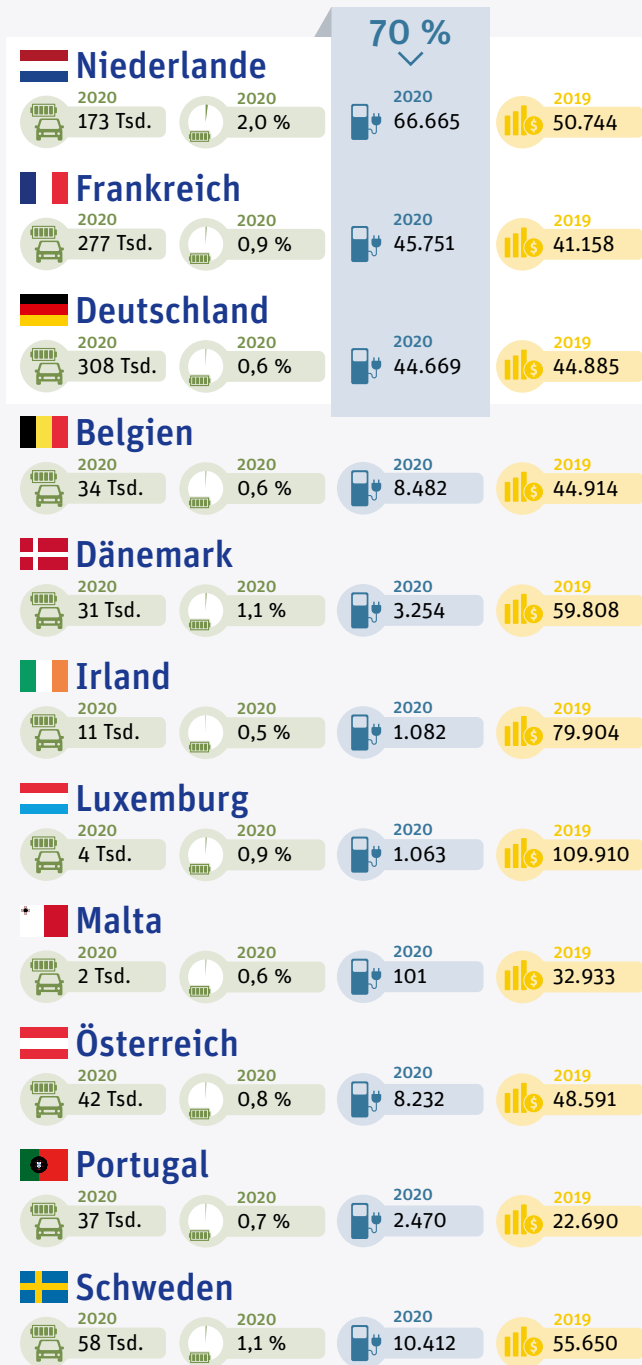 70 %
Niederlande
2020 2020 2020 2019
173 Tsd. 2,0 % 66.665 50.744
Frankreich
2020 2020 2020 2019
277 Tsd. 0,9 % 45.751 41.158
Deutschland
2020 2020 2020 2019
308 Tsd. 0,6 % 44.669 44.885
Belgien
2020 2020 2020 2019
34 Tsd. 0,6 % 8.482 44.914
Dänemark
2020 2020 2020 2019
31 Tsd. 1,1 % 3.254 59.808
Irland
2020 2020 2020 2019
11 Tsd. 0,5 % 1.082 79.904
Luxemburg
2020 2020 2020 2019
4 Tsd. 0,9 % 1.063 109.910
Malta
2020 2020 2020 2019
2 Tsd. 0,6 % 101 32.933
Österreich
2020 2020 2020 2019
42 Tsd. 0,8 % 8.232 48.591
Portugal
2020 2020 2020 2019
37 Tsd. 0,7 % 2.470 22.690
Schweden
2020 2020 2020 2019
58 Tsd. 1,1 % 10.412 55.650